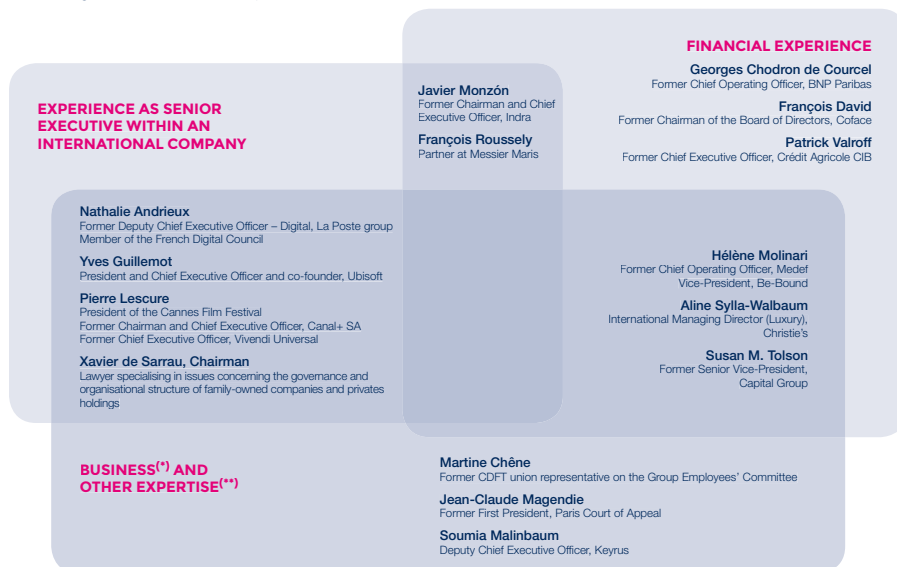 FINANCIAL EXPERIENCE
Georges Chodron de Courcel
Former Chief Operating Officer, BNP Paribas
François David
Former Chairman of the Board of Directors, Coface
Patrick Valroff
Former Chief Executive Officer, Crédit Agricole CIB
Javier Monzón
Former Chairman and Chief
Executive Officer, Indra
François Roussely
Partner at Messier Maris
EXPERIENCE AS SENIOR
EXECUTIVE WITHIN AN
INTERNATIONAL COMPANY
Nathalie Andrieux
Former Deputy Chief Executive Officer – Digital, La Poste group
Member of the French Digital Council
Yves Guillemot
President and Chief Executive Officer and co-founder, Ubisoft
Pierre Lescure
President of the Cannes Film Festival
Former Chairman and Chief Executive Officer, Canal+ SA
Former Chief Executive Officer, Vivendi Universal
Xavier de Sarrau, Chairman
Lawyer specialising in issues concerning the governance and
organisational structure of family-owned companies and privates
holdings
Hélène Molinari
Former Chief Operating Officer, Medef
Vice-President, Be-Bound
Aline Sylla-Walbaum
International Managing Director (Luxury),
Christie's
Susan M. Tolson
Former Senior Vice-President,
Capital Group
BUSINESS(*) AND
OTHER EXPERTISE(**)
Martine Chêne
Former CDFT union representative on the Group Employees' Committee
Jean-Claude Magendie
Former First President, Paris Court of Appeal
Soumia Malinbaum
Deputy Chief Executive Officer, Keyrus